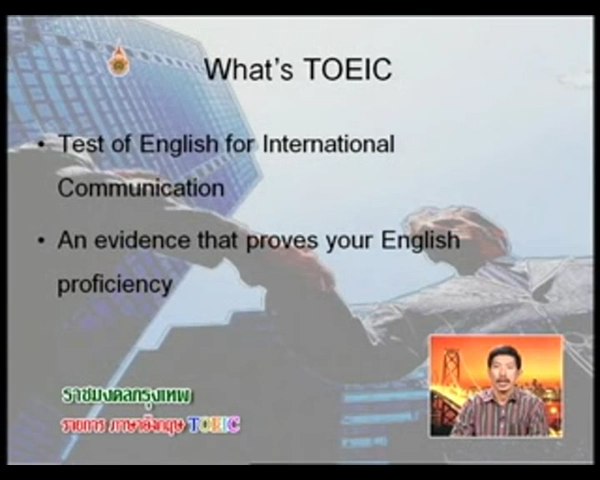 What's TOEIC
• Test of English for International
Communication
• An evidence that proves your English
proficiency
ราชมงคลกรุงเทพ
รายการ ภาษาอังกฤษ TOEIC